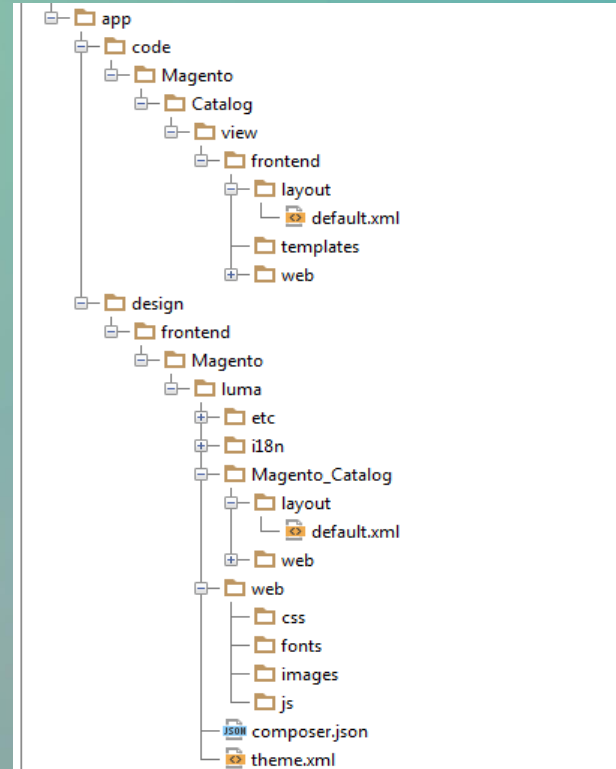 app
code
Magento
Catalog
view
frontend
layout
default.xml
templates
web
design
frontend
Magento
luma
etc
i18n
Magento_Catalog
layout
default.xml
web
web
css
fonts
images
js
JSON composer.json
theme.xml